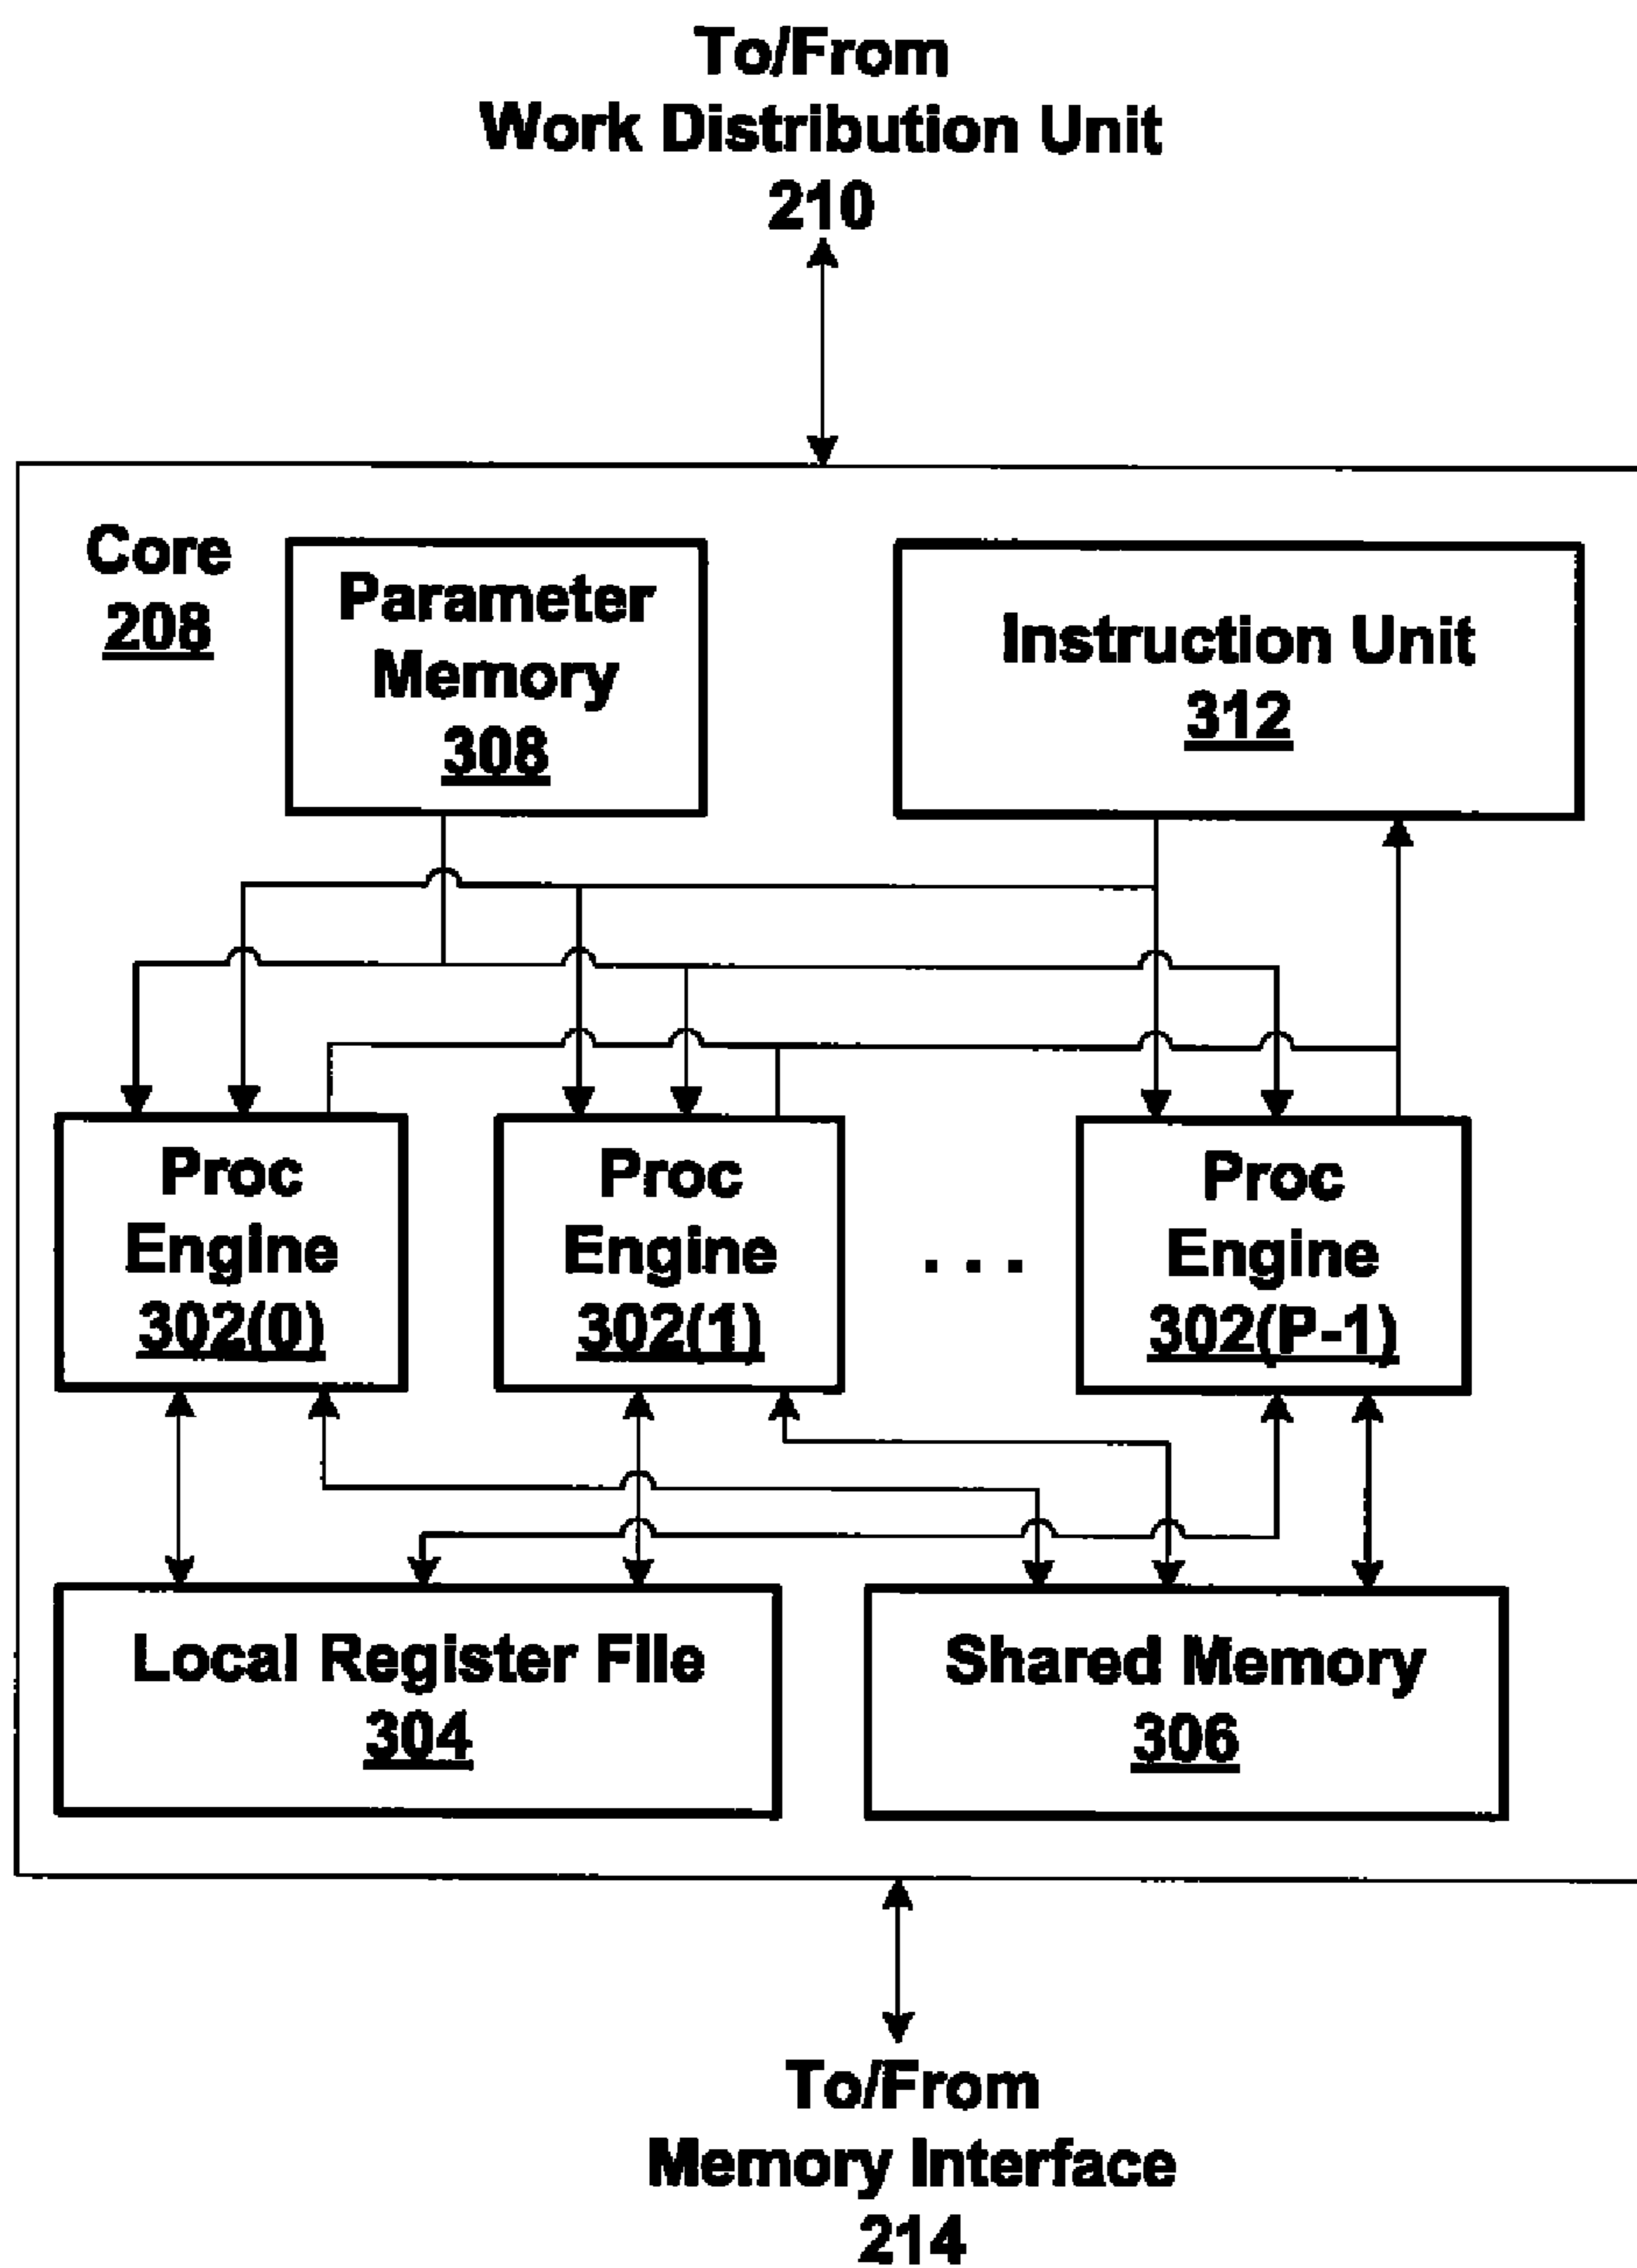 To/From
Work Distribution Unit
210
Core
208
Parameter
Memory
308
Instruction Unit
312
Proc
Engine
302(0)
Proc
Engine
302(1)
. . .
Proc
Engine
302(P-1)
Local Register File
304
Shared Memory
306
To/From
Memory Interface
214